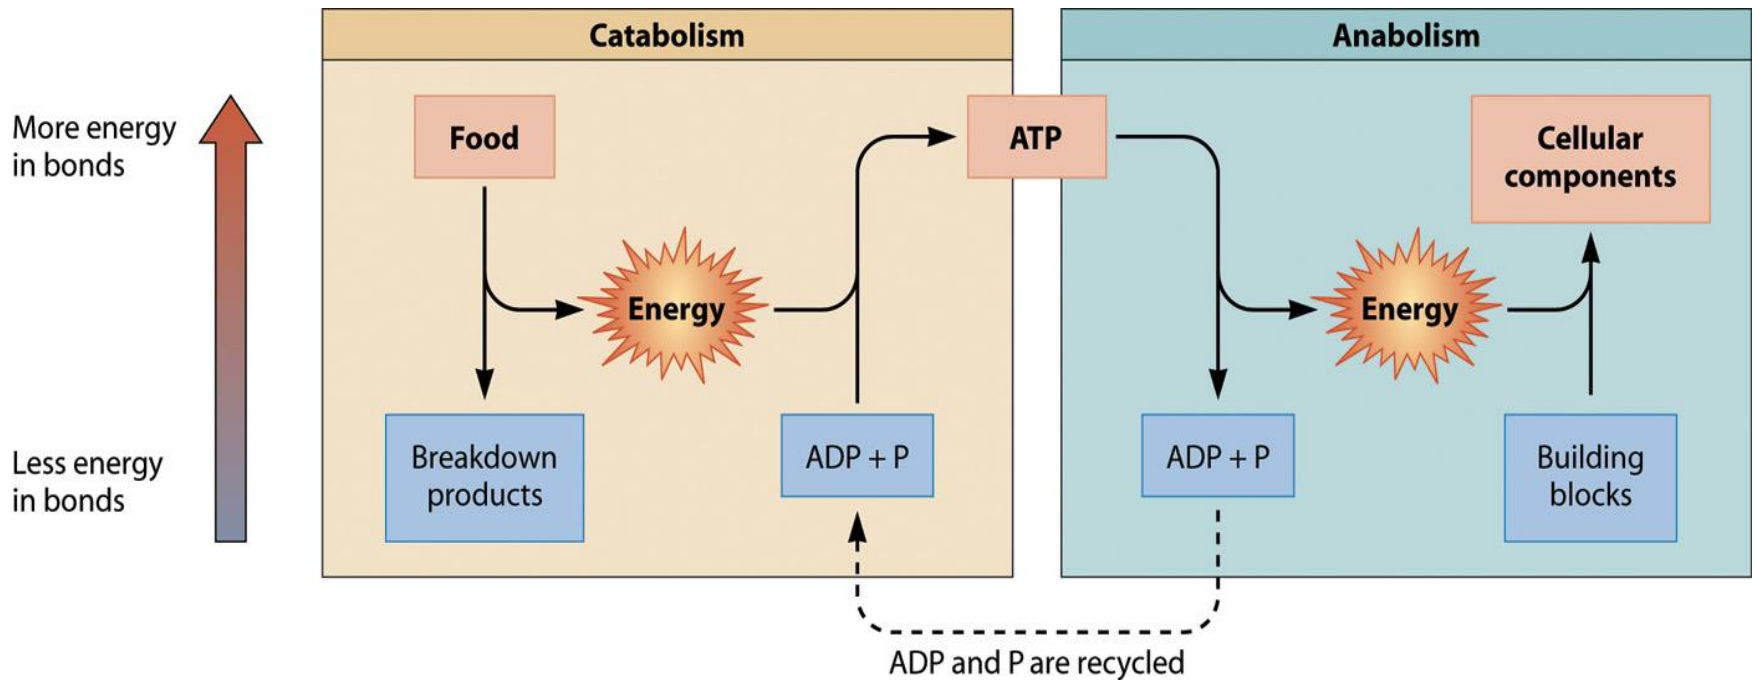 Catabolism
Anabolism
More energy
in bonds
Food
ATP
Cellular
components
Energy
Energy
Less energy
in bonds
Breakdown
products
ADP + P
ADP + P
Building
blocks
ADP and P are recycled